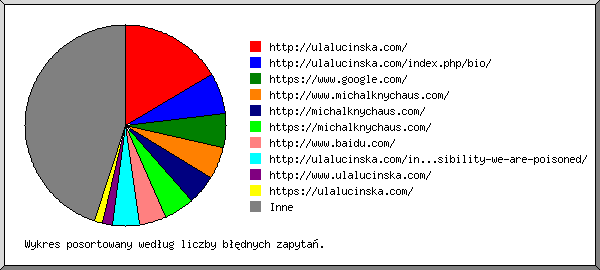 http://ulalucinska.com/
http://ulalucinska.com/index.php/bio/
https://www.google.com/
http://www.michalknychaus.com/
http://michalknychaus.com/
https://michalknychaus.com/
http://www.baidu.com/
http://ulalucinska.com/in...sibility-we-are-poisoned/
http://www.ulalucinska.com/
https://ulalucinska.com/
Inne
Wykres posortowany według liczby błędnych zapytań.